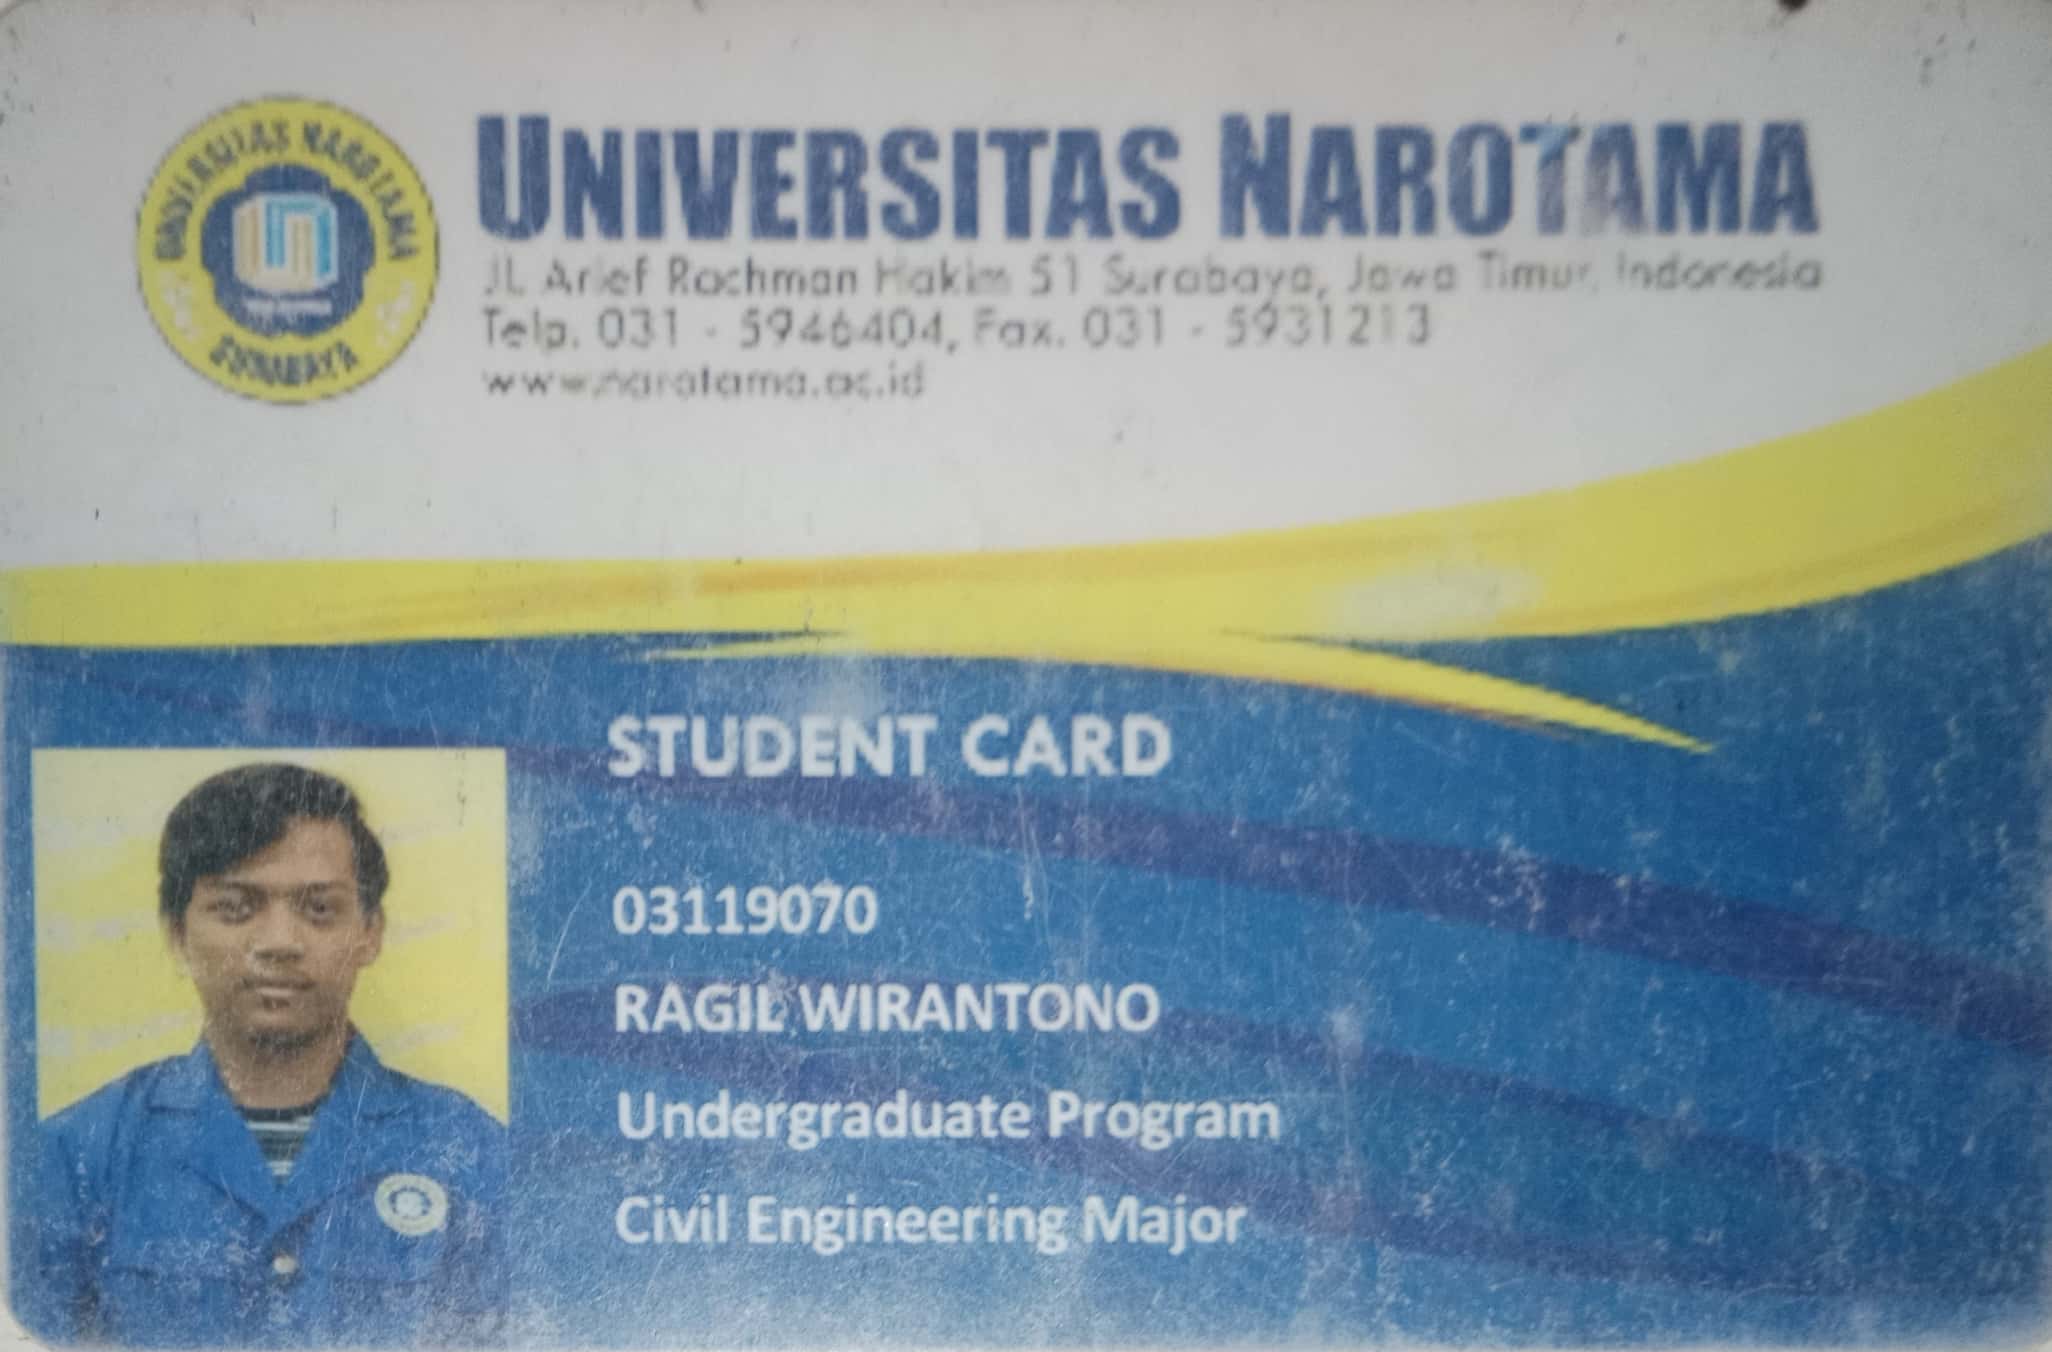 UNIVERSITAS NAROTAMA
SURABAYA
UNIVERSITAS NAROTAMA
JL. Arief Rachman Hakim 51 Surabaya, Jawa Timur, Indonesia
Telp. 031 - 5946404, Fax. 031 - 5931213
www.narotama.ac.id
STUDENT CARD
03119070
RAGIL WIRANTONO
Undergraduate Program
Civil Engineering Major